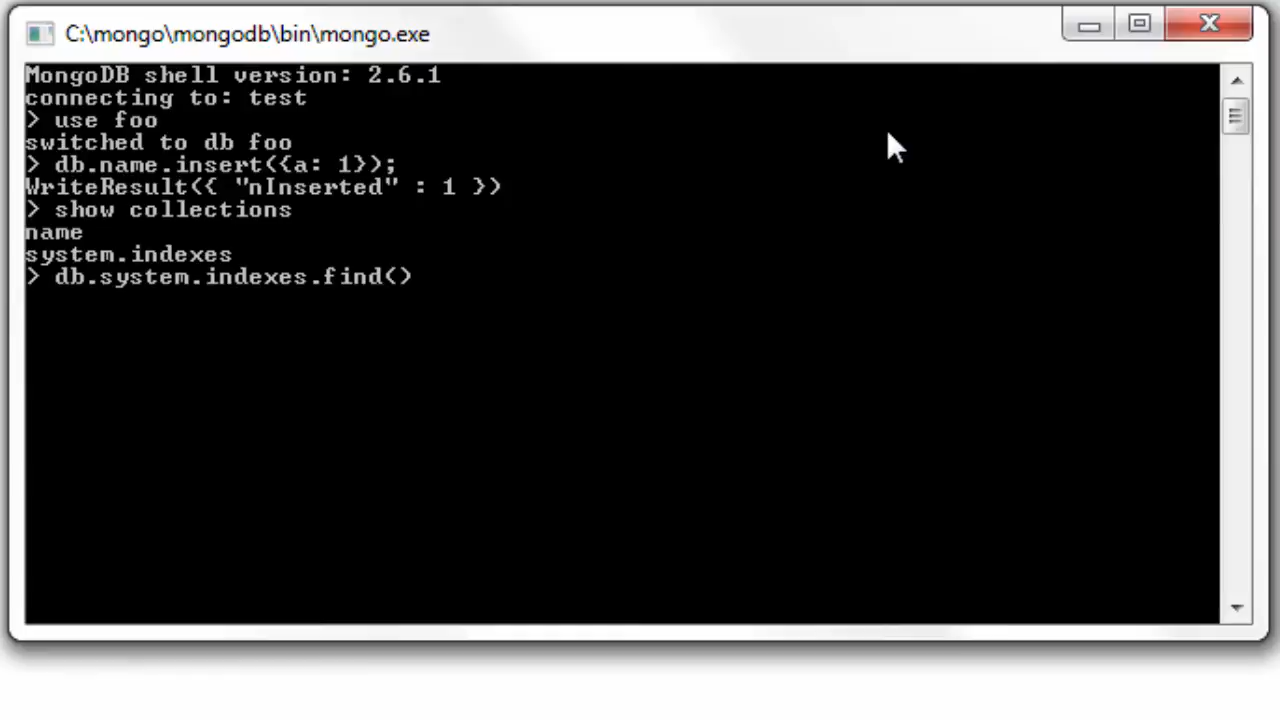 C:\mongo\mongodb\bin\mongo.exe
MongoDB shell version: 2.6.1
connecting to: test
> use foo
switched to db foo
> db.name.insert({a: 1});
WriteResult({ "nInserted" : 1 })
> show collections
name
system.indexes
> db.system.indexes.find()